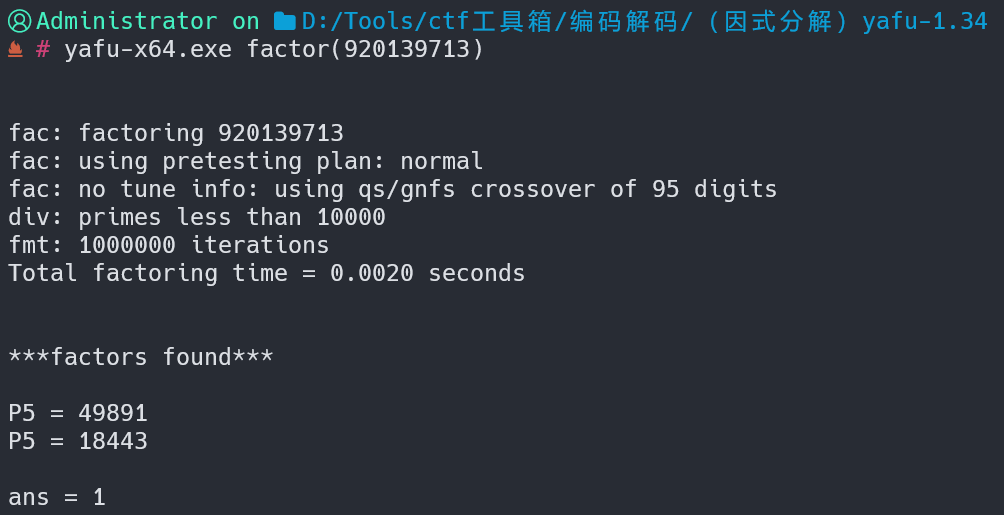 Administrator on D:/Tools/ctf工具箱/编码解码/（因式分解）yafu-1.34
# yafu-x64.exe factor(920139713)
fac: factoring 920139713
fac: using pretesting plan: normal
fac: no tune info: using qs/gnfs crossover of 95 digits
div: primes less than 10000
fmt: 1000000 iterations
Total factoring time = 0.0020 seconds
***factors found***
P5 = 49891
P5 = 18443
ans = 1